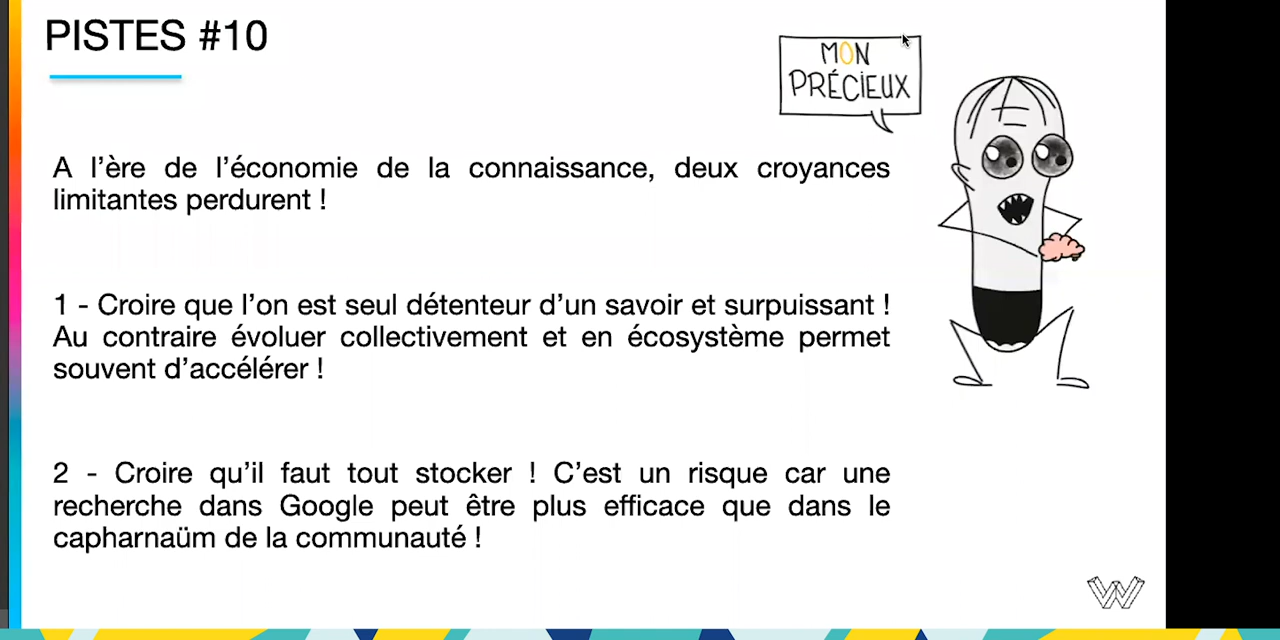 PISTES #10
MON
PRÉCIEUX
A l’ère de l’économie de la connaissance, deux croyances
limitantes perdurent !
1 - Croire que l’on est seul détenteur d’un savoir et surpuissant !
Au contraire évoluer collectivement et en écosystème permet
souvent d’accélérer !
2 - Croire qu’il faut tout stocker ! C’est un risque car une
recherche dans Google peut être plus efficace que dans le
capharnaüm de la communauté !
W